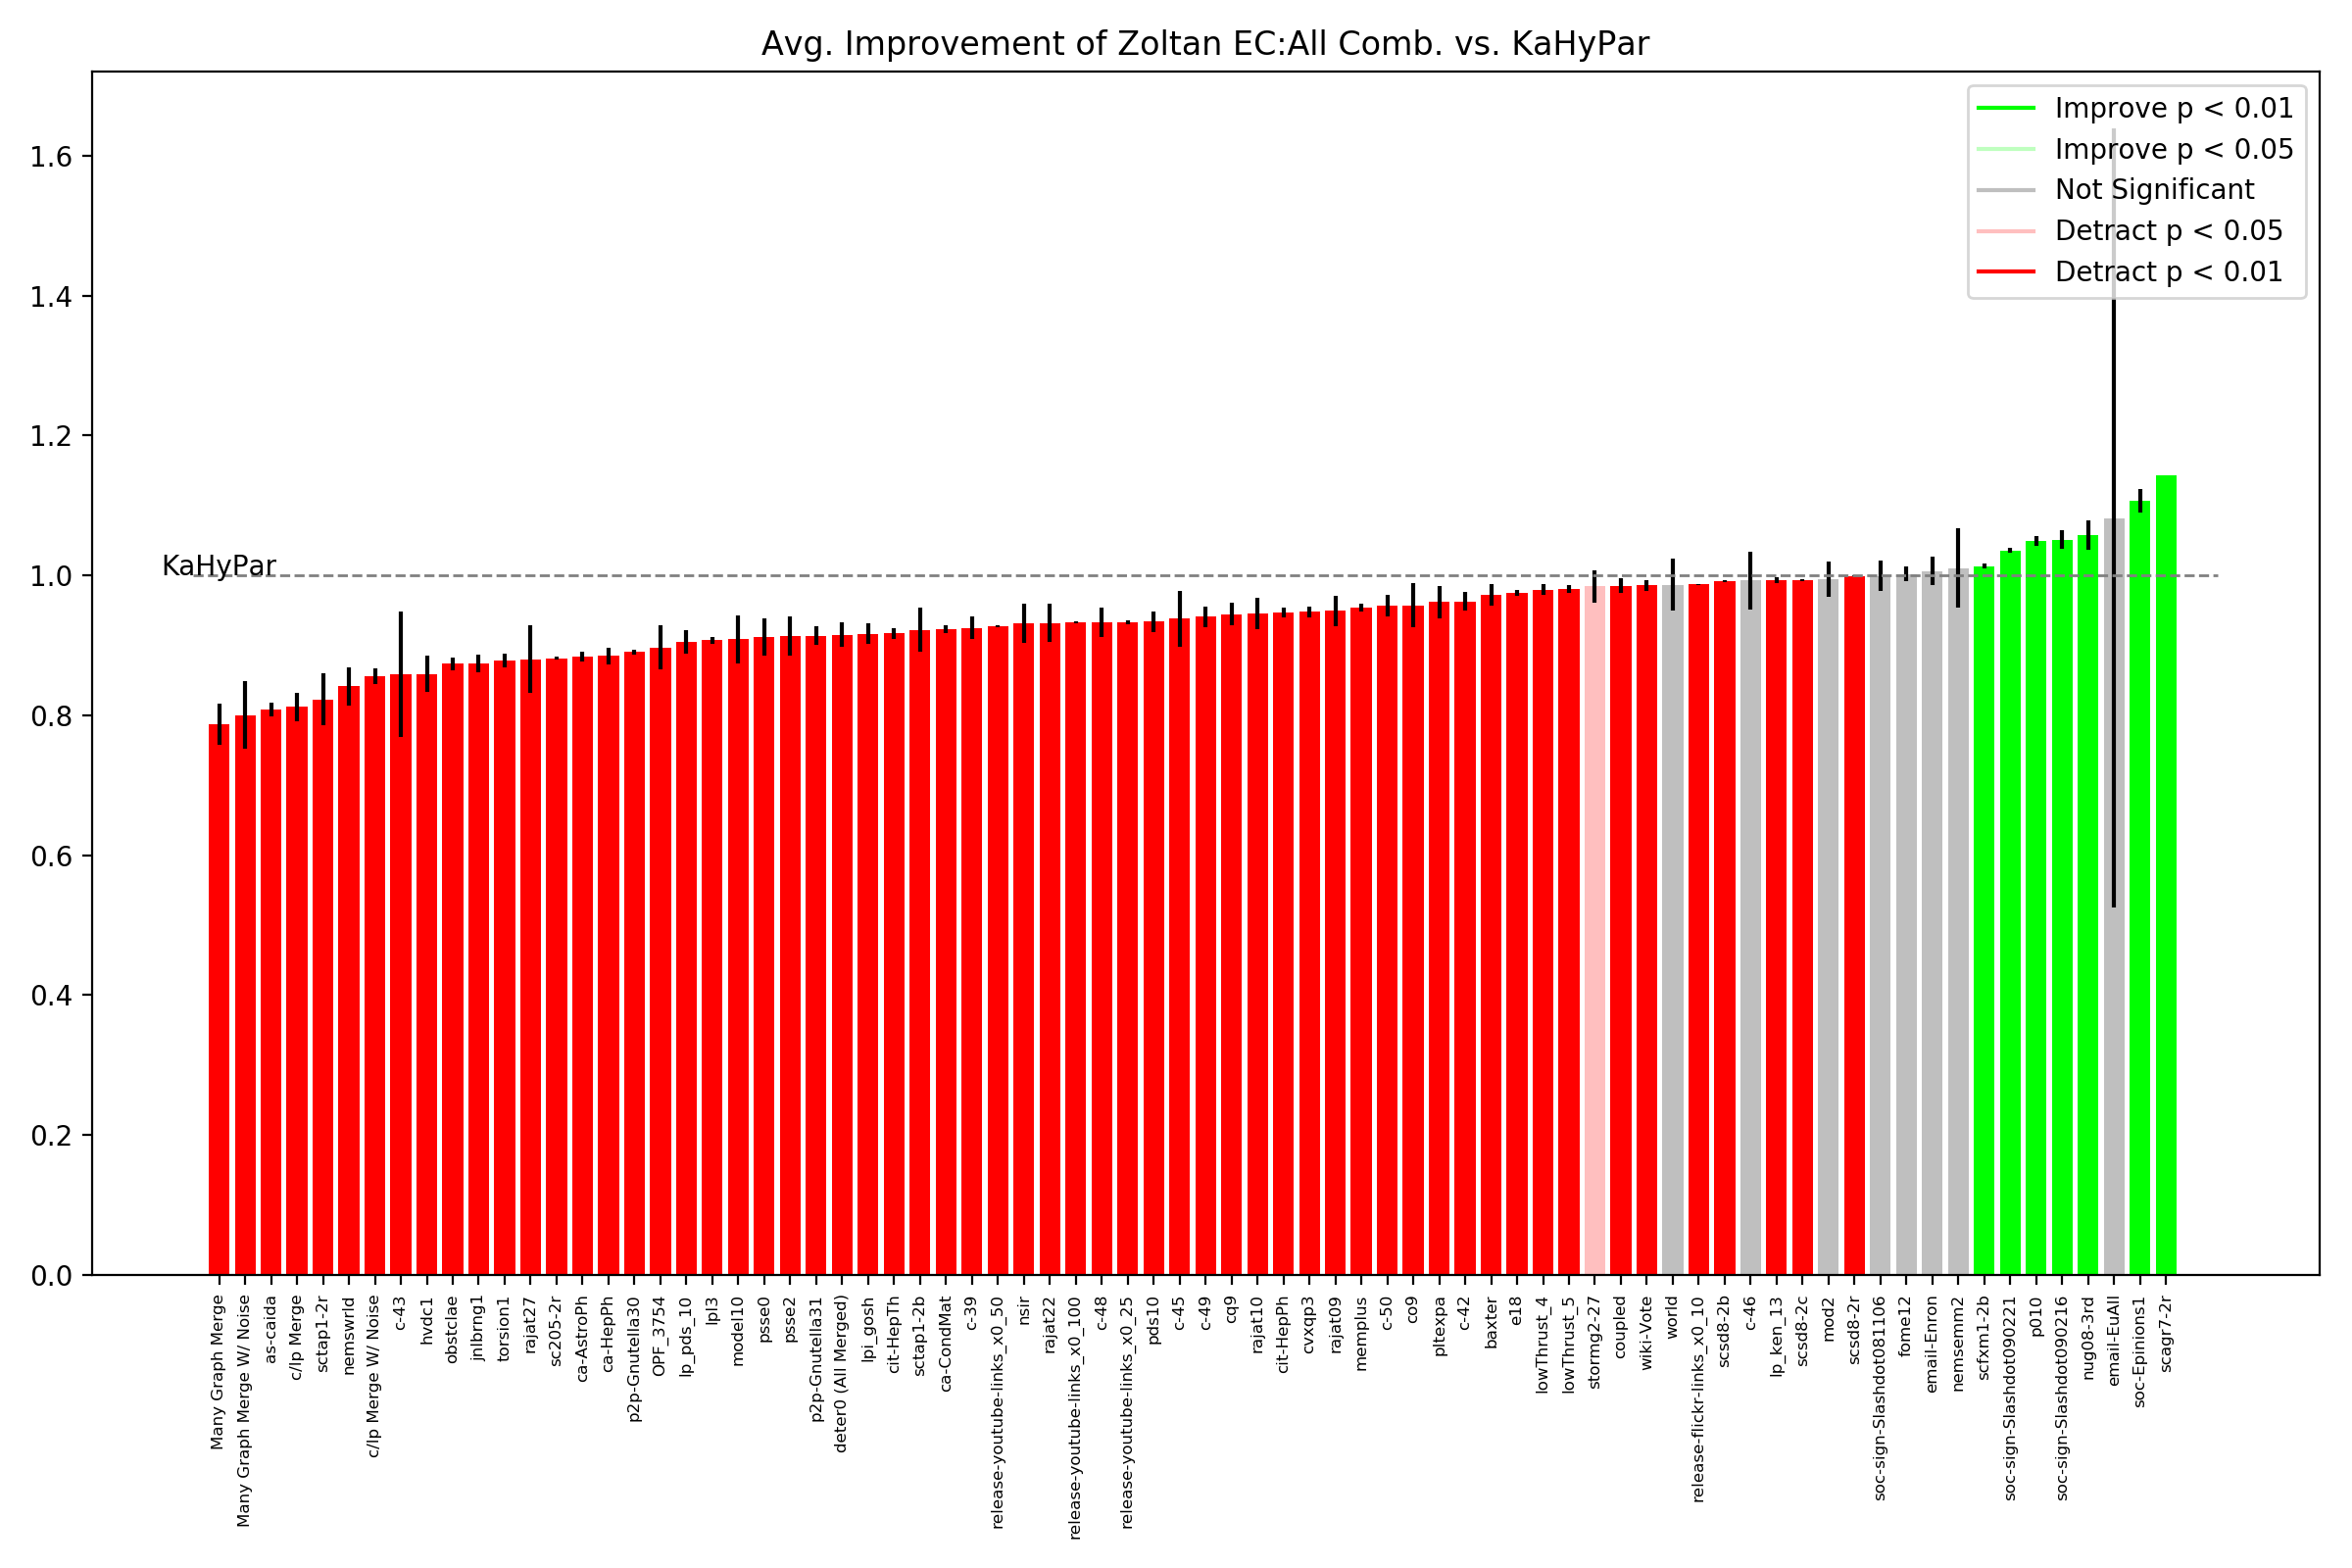 Avg. Improvement of Zoltan EC:All Comb. vs. KaHyPar
Improve p < 0.01
Improve p < 0.05
Not Significant
Detract p < 0.05
Detract p < 0.01
1.6
1.4
1.2
1.0
0.8
0.6
0.4
0.2
0.0
KaHyPar
Many Graph Merge
Many Graph Merge W/ Noise
as-caida
c/lp Merge
sctap1-2r
nemswrld
c/lp Merge W/ Noise
c-43
hvdc1
obstclae
jnlbrng1
torsion1
rajat27
sc205-2r
ca-AstroPh
ca-HepPh
p2p-Gnutella30
OPF_3754
lp_pds_10
lpl3
model10
psse0
psse2
p2p-Gnutella31
deter0 (All Merged)
lpi_gosh
cit-HepTh
sctap1-2b
ca-CondMat
c-39
release-youtube-links_x0_50
nsir
rajat22
release-youtube-links_x0_100
c-48
release-youtube-links_x0_25
pds10
c-45
c-49
cq9
rajat10
cit-HepPh
cvxqp3
rajat09
memplus
c-50
co9
pltexpa
c-42
baxter
e18
lowThrust_4
lowThrust_5
stormg2-27
coupled
wiki-Vote
world
release-flickr-links_x0_10
scsd8-2b
c-46
lp_ken_13
scsd8-2c
mod2
scsd8-2r
soc-sign-Slashdot081106
fome12
email-Enron
nemsemm2
scfxm1-2b
soc-sign-Slashdot090221
p010
soc-sign-Slashdot090216
nug08-3rd
email-EuAll
soc-Epinions1
scagr7-2r